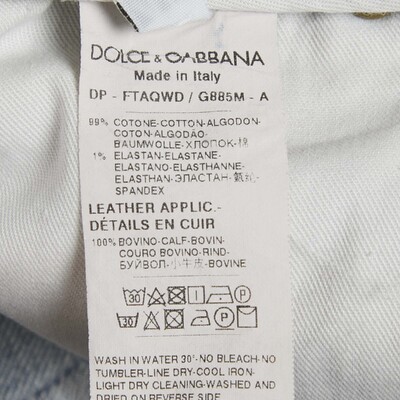 DOLCE & GABBANA
Made in Italy
DP - FTAQWD / G885M - A
99% COTONE-COTTON-ALGODON-
COTON-ALGODÃO-
BAUMWOLLE-ХЛОПОК-棉
1% ELASTAN-ELASTANE-
ELASTANO-ELASTHANNE-
ELASTHAN-ЭЛАСТАН-
SPANDEX
LEATHER APPLIC.-
DÉTAILS EN CUIR
100% BOVINO-CALF-BOVIN-
COURO BOVINO-RIND-
БУЙВОЛ-小牛皮-BOVINE
30 P
30 P
WASH IN WATER 30°-NO BLEACH-NO
TUMBLER-LINE DRY-COOL IRON-
LIGHT DRY CLEANING-WASHED AND
DRIED ON REVERSE SIDE